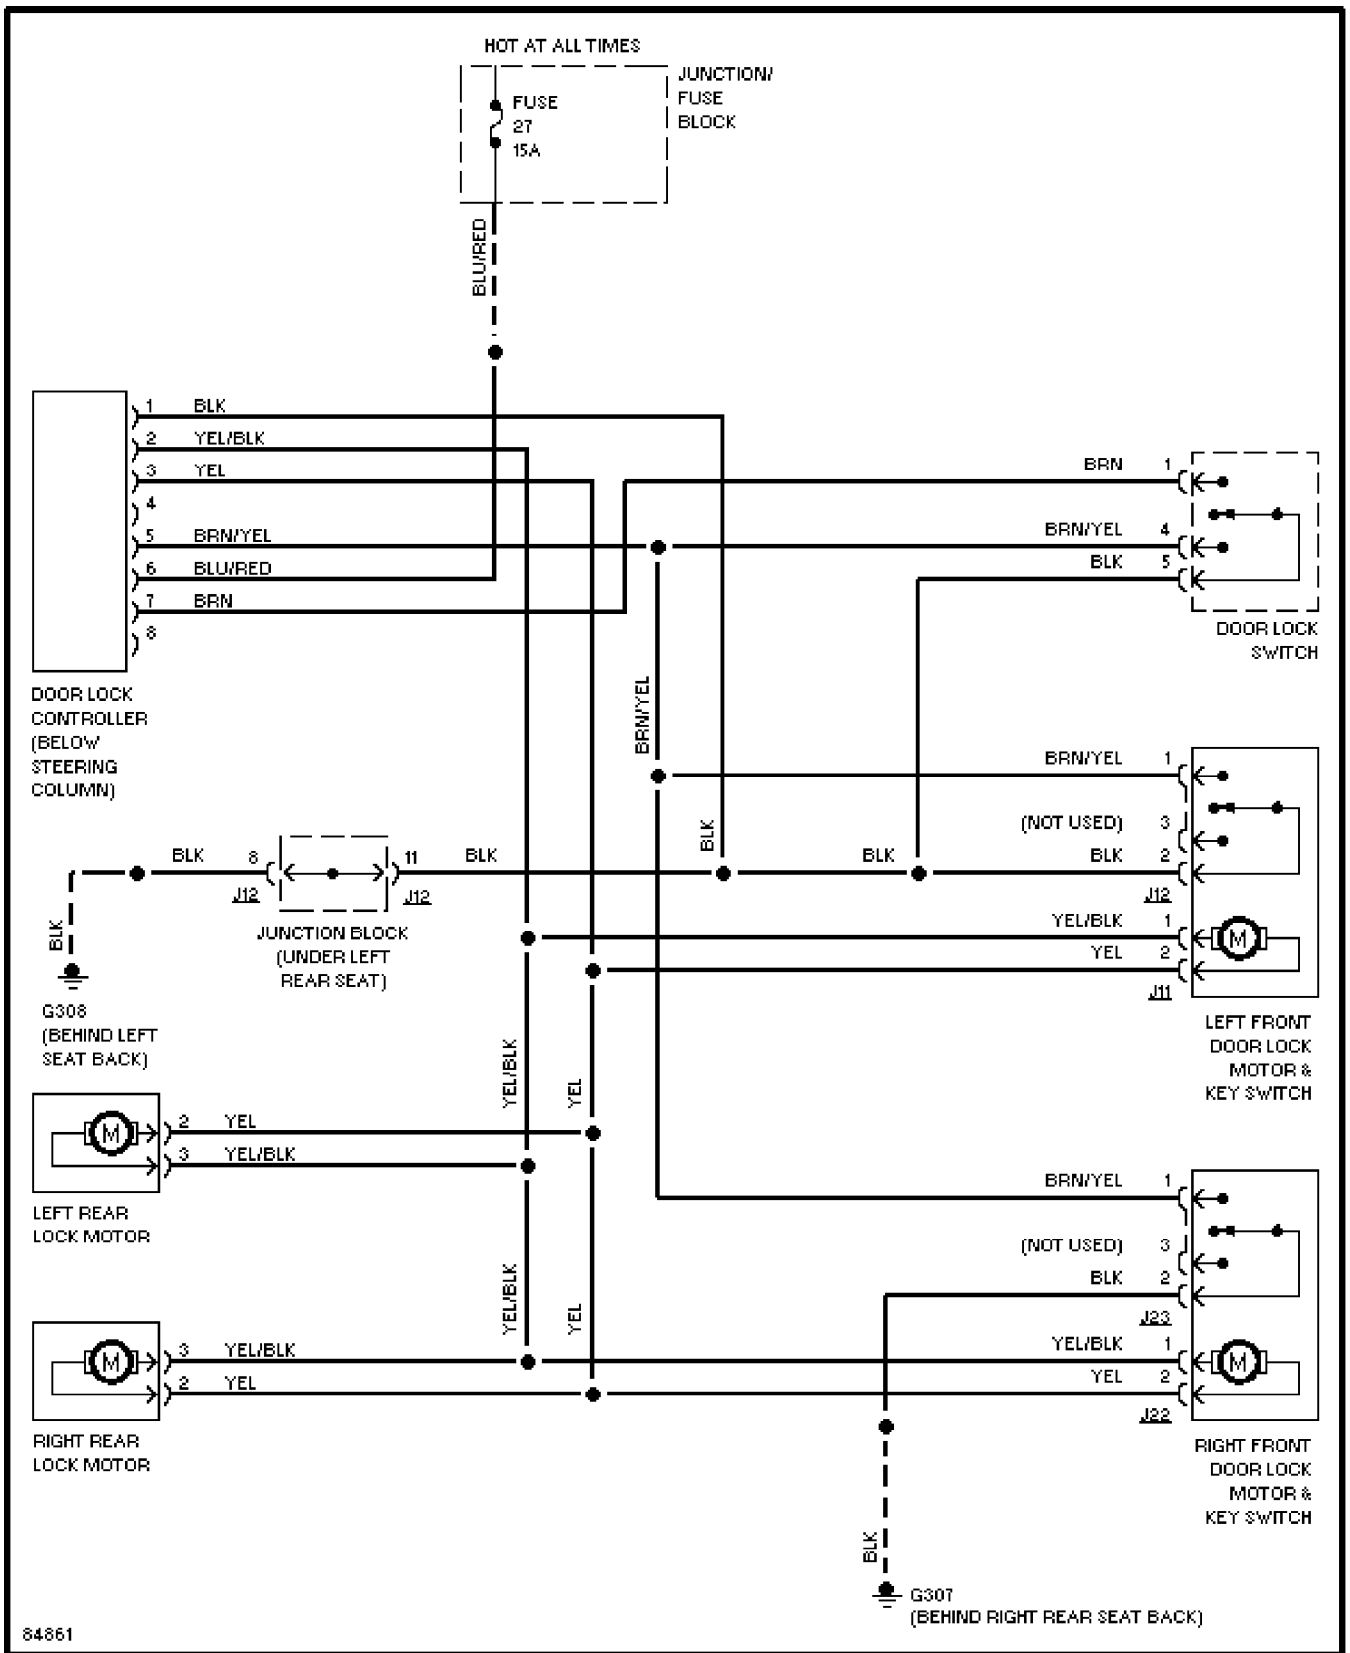 HOT AT ALL TIMES
JUNCTION/
FUSE
BLOCK
FUSE
27
15A
BLU/RED
1 BLK
2 YEL/BLK
3 YEL
4
5 BRN/YEL
6 BLU/RED
7 BRN
8
DOOR LOCK
CONTROLLER
(BELOW
STEERING
COLUMN)
BRN 1
BRN/YEL 4
BLK 5
DOOR LOCK
SWITCH
BRN/YEL
BRN/YEL 1
(NOT USED) 3
BLK 2
J12
YEL/BLK 1
YEL 2
J11
LEFT FRONT
DOOR LOCK
MOTOR &
KEY SWITCH
M
BLK
BLK
BLK 8
J12
11 BLK
J12
JUNCTION BLOCK
(UNDER LEFT
REAR SEAT)
BLK
G308
(BEHIND LEFT
SEAT BACK)
YEL/BLK
YEL
M
2 YEL
3 YEL/BLK
LEFT REAR
LOCK MOTOR
YEL/BLK
YEL
M
3 YEL/BLK
2 YEL
RIGHT REAR
LOCK MOTOR
BRN/YEL 1
(NOT USED) 3
BLK 2
J23
YEL/BLK 1
YEL 2
J22
M
RIGHT FRONT
DOOR LOCK
MOTOR &
KEY SWITCH
BLK
G307
(BEHIND RIGHT REAR SEAT BACK)
84861